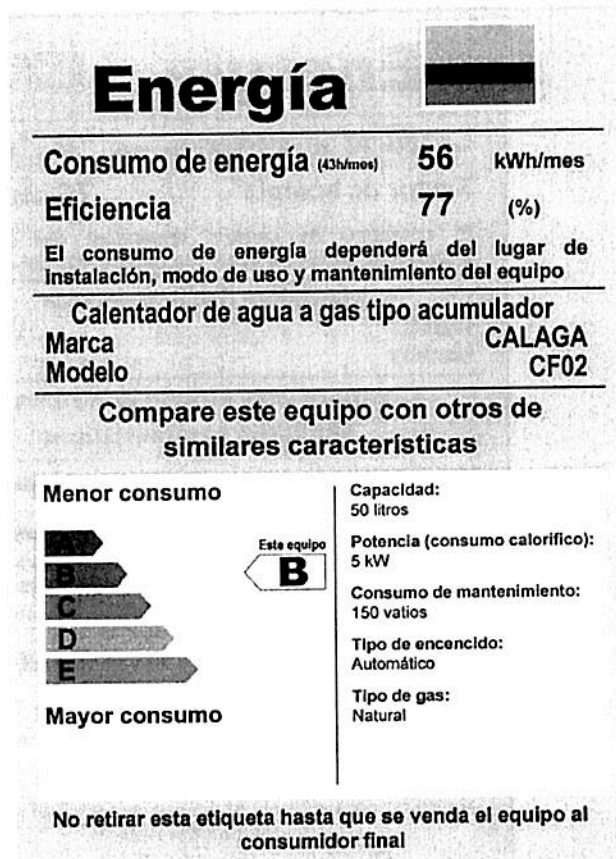 Energía
Consumo de energía (43h/mes) 56 kWh/mes
Eficiencia 77 (%)
El consumo de energía dependerá del lugar de
instalación, modo de uso y mantenimiento del equipo
Calentador de agua a gas tipo acumulador
Marca CALAGA
Modelo CF02
Compare este equipo con otros de
similares características
Menor consumo
A
B
C
D
E
Este equipo
B
Mayor consumo
Capacidad:
50 litros
Potencia (consumo calorifico):
5 kW
Consumo de mantenimiento:
150 vatios
Tipo de encencido:
Automático
Tipo de gas:
Natural
No retirar esta etiqueta hasta que se venda el equipo al
consumidor final